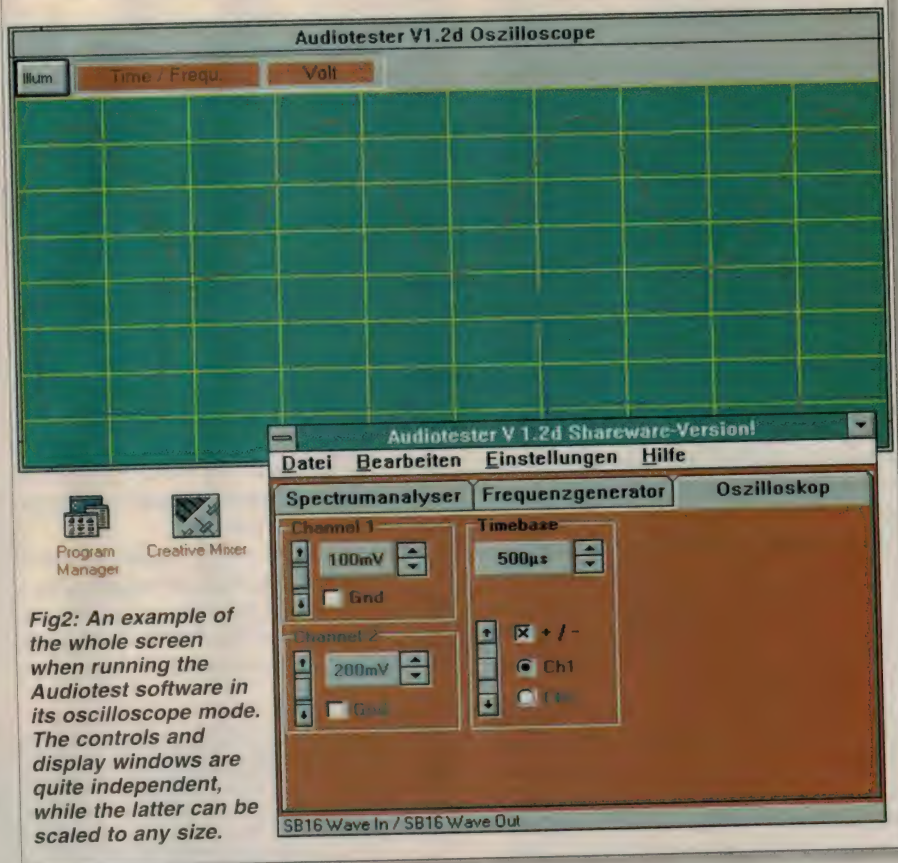 Audiotester V1.2d Oszilloscope
Illum
Time / Frequ.
Volt
Audiotester V 1.2d Shareware-Version!
Datei Bearbeiten Einstellungen Hilfe
Spectrumanalyser Frequenzgenerator Oszilloskop
Channel 1
100mV
Gnd
Channel 2
200mV
Gnd
Timebase
500µs
+ / -
Ch1
Program
Manager
Creative Mixer
Fig2: An example of
the whole screen
when running the
Audiotest software in
its oscilloscope mode.
The controls and
display windows are
quite independent,
while the latter can be
scaled to any size.
SB16 Wave In / SB16 Wave Out